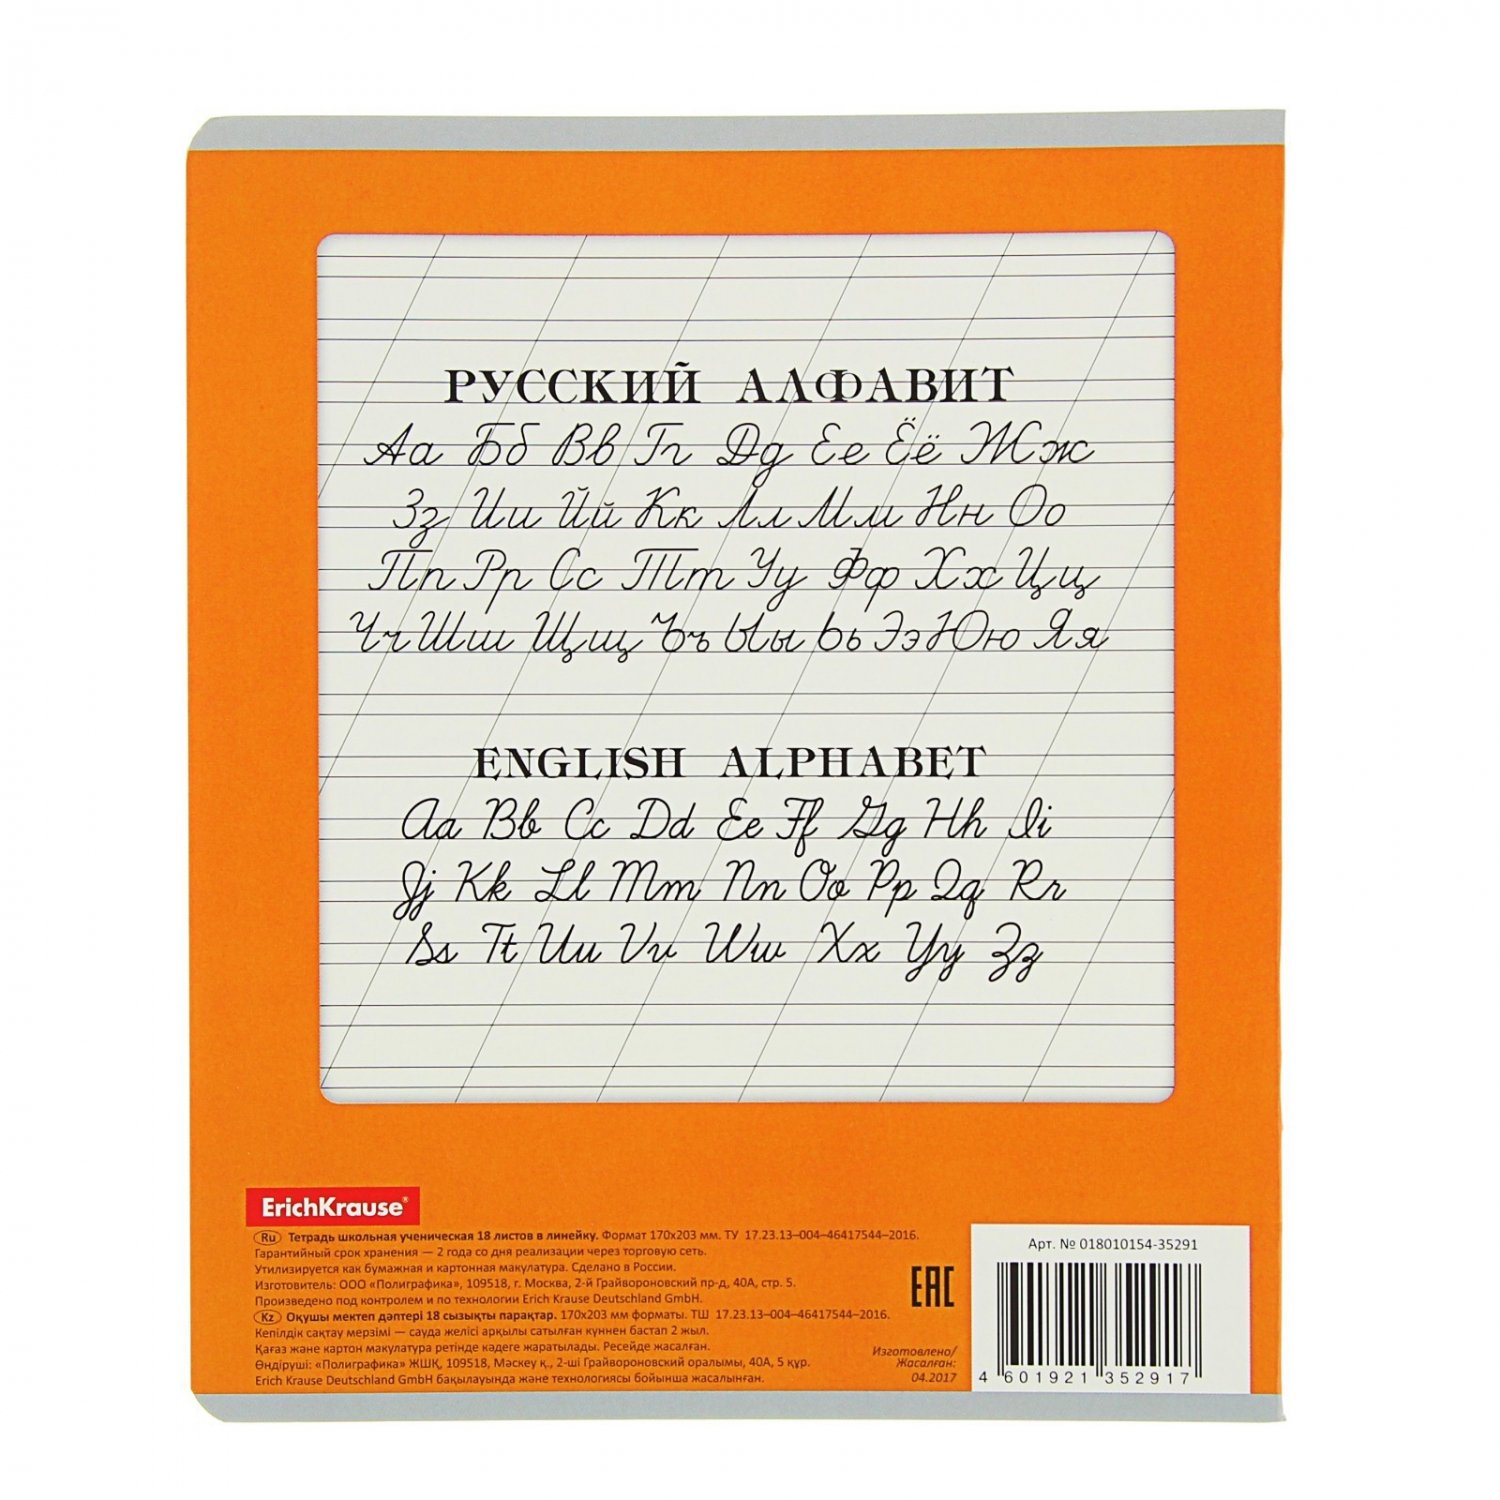 РУССКИЙ АЛФАВИТ
Аа Бб Вв Гг Дд Ее Ёё Жж
Зз Ии Йй Кк Лл Мм Нн Оо
Пп Рр Сс Тт Уу Фф Хх Цц
Чч Шш Щщ Ъъ Ыы Ьь Ээ Юю Яя
ENGLISH ALPHABET
Aa Bb Cc Dd Ee Ff Gg Hh Ii
Jj Kk Ll Mm Nn Oo Pp Qq Rr
Ss Tt Uu Vv Ww Xx Yy Zz
ErichKrause®
Ru Тетрадь школьная ученическая 18 листов в линейку. Формат 170х203 мм. ТУ 17.23.13–004–46417544–2016.
Гарантийный срок хранения — 2 года со дня реализации через торговую сеть.
Утилизируется как бумажная и картонная макулатура. Сделано в России.
Изготовитель: ООО «Полиграфика», 109518, г. Москва, 2-й Грайвороновский пр-д, 40А, стр. 5.
Произведено под контролем и по технологии Erich Krause Deutschland GmbH.
Kz Оқушы мектеп дәптері 18 сызықты парақтар. 170х203 мм форматы. ТШ 17.23.13–004–46417544–2016.
Кепілдік сақтау мерзімі — сауда желісі арқылы сатылған күннен бастап 2 жыл.
Қағаз және картон макулатура ретінде кәдеге жаратылады. Ресейде жасалған.
Өндіруші: «Полиграфика» ЖШҚ, 109518, Мәскеу қ., 2-ші Грайвороновский оралымы, 40А, 5 құр.
Erich Krause Deutschland GmbH бақылауында және технологиясы бойынша жасалынған.
EAC
Изготовлено/
Жасалған:
04.2017
Арт. № 018010154-35291
4 601921 352917